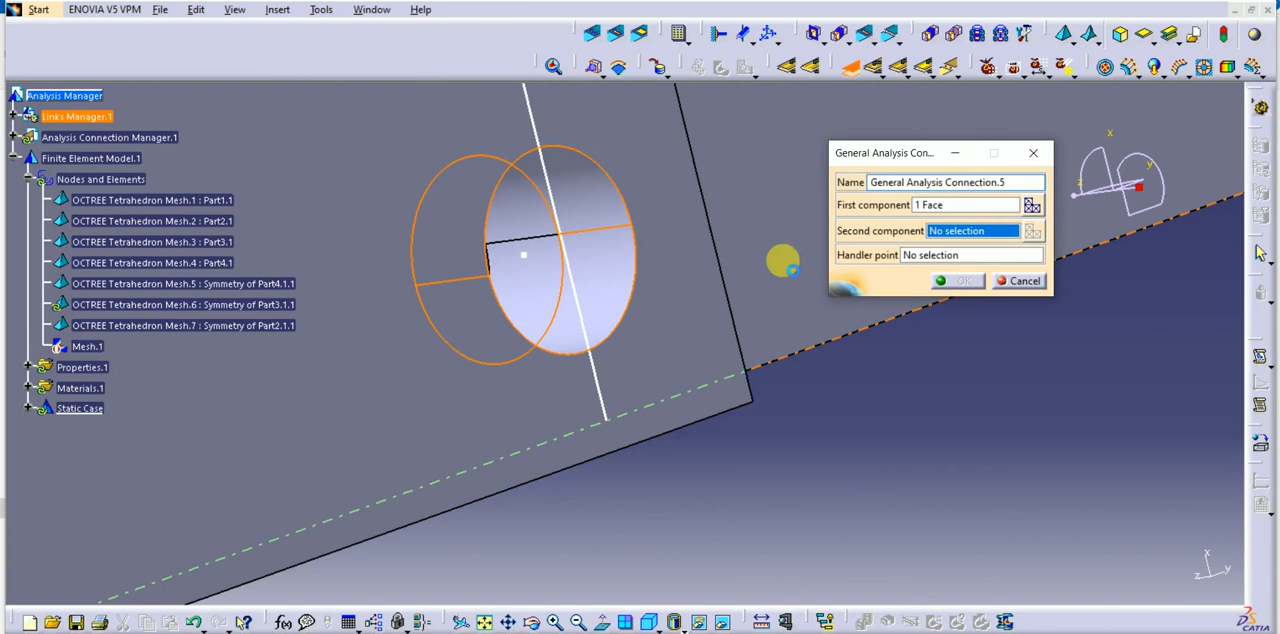 Start ENOVIA V5 VPM File Edit View Insert Tools Window Help
Analysis Manager
Links Manager.1
Analysis Connection Manager.1
Finite Element Model.1
Nodes and Elements
OCTREE Tetrahedron Mesh.1 : Part1.1
OCTREE Tetrahedron Mesh.2 : Part2.1
OCTREE Tetrahedron Mesh.3 : Part3.1
OCTREE Tetrahedron Mesh.4 : Part4.1
OCTREE Tetrahedron Mesh.5 : Symmetry of Part4.1.1
OCTREE Tetrahedron Mesh.6 : Symmetry of Part3.1.1
OCTREE Tetrahedron Mesh.7 : Symmetry of Part2.1.1
Mesh.1
Properties.1
Materials.1
Static Case
General Analysis Con...
Name General Analysis Connection.5
First component 1 Face
Second component No selection
Handler point No selection
OK Cancel
x
y
z
x
z y
f(x)
DS
CATIA